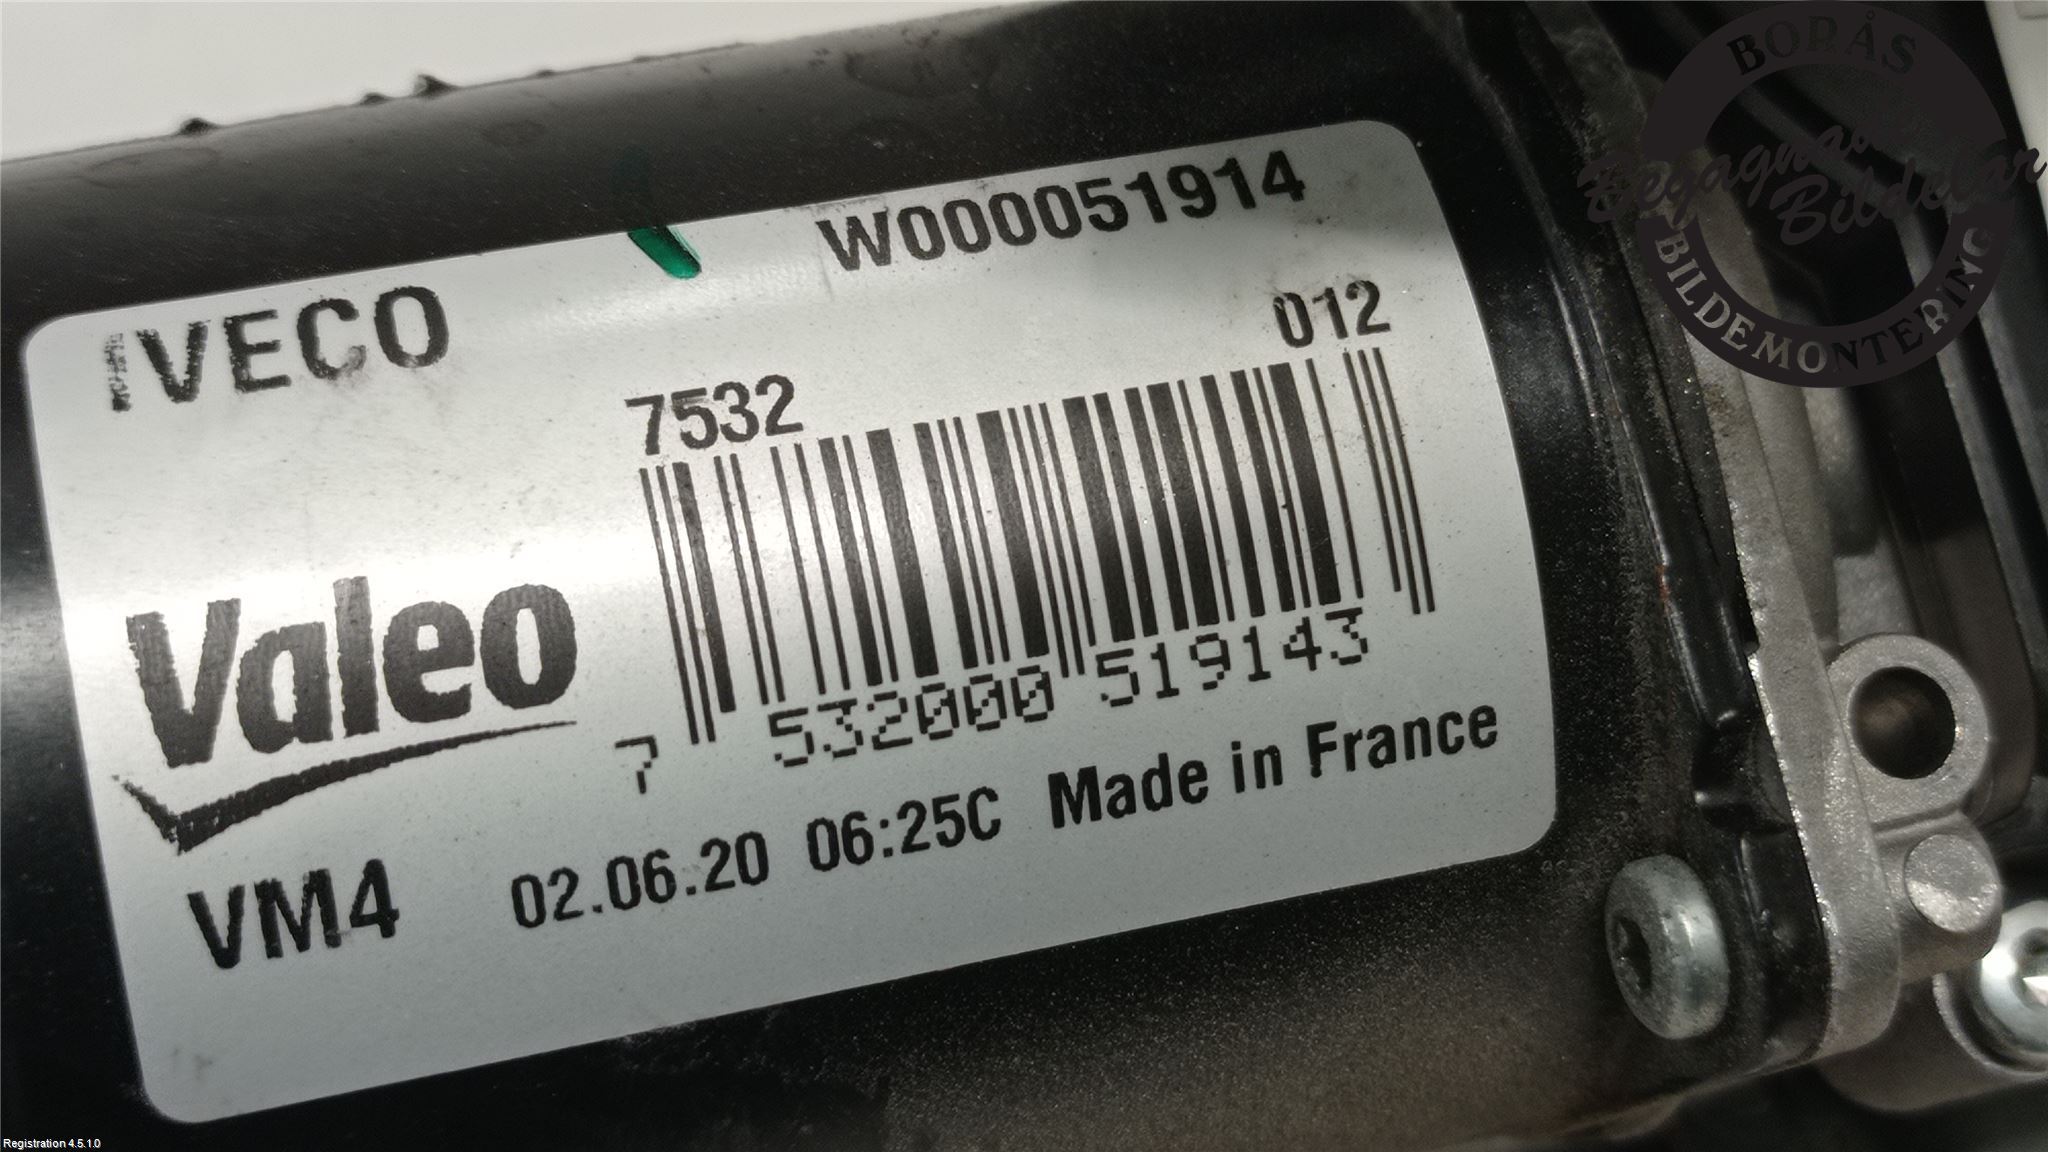 BORÅS
Begagnade
Bildelar
BILDEMONTERING
IVECO
W000051914
7532
012
Valeo
7 532000 519143
VM4 02.06.20 06:25C Made in France
Registration 4.5.1.0